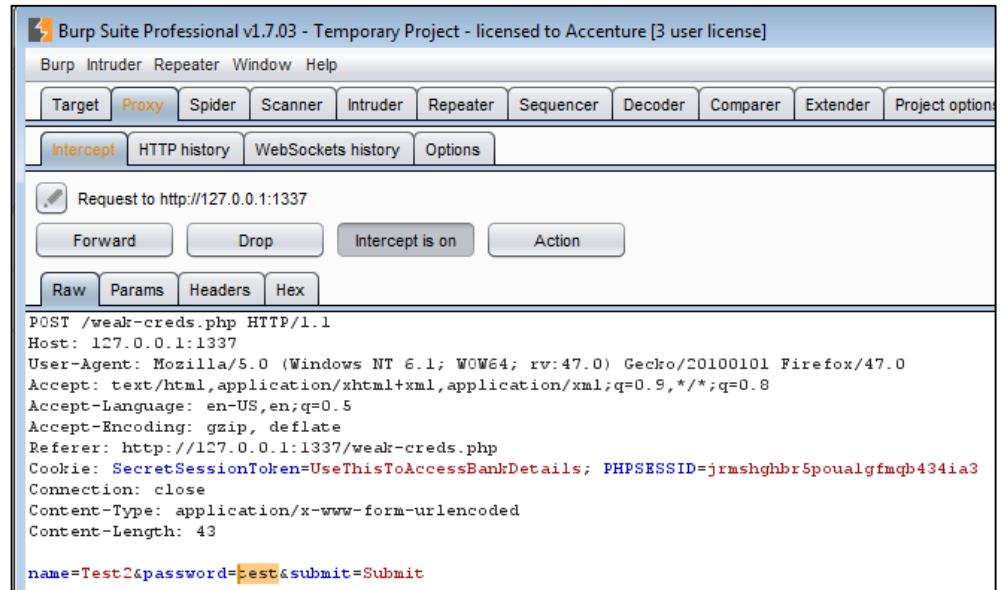 Burp Suite Professional v1.7.03 - Temporary Project - licensed to Accenture [3 user license]
Burp Intruder Repeater Window Help
Target Proxy Spider Scanner Intruder Repeater Sequencer Decoder Comparer Extender Project options
Intercept HTTP history WebSockets history Options
Request to http://127.0.0.1:1337
Forward Drop Intercept is on Action
Raw Params Headers Hex
POST /weak-creds.php HTTP/1.1
Host: 127.0.0.1:1337
User-Agent: Mozilla/5.0 (Windows NT 6.1; WOW64; rv:47.0) Gecko/20100101 Firefox/47.0
Accept: text/html,application/xhtml+xml,application/xml;q=0.9,*/*;q=0.8
Accept-Language: en-US,en;q=0.5
Accept-Encoding: gzip, deflate
Referer: http://127.0.0.1:1337/weak-creds.php
Cookie: SecretSessionToken=UseThisToAccessBankDetails; PHPSESSID=jrmshghbr5poualgfmqb434ia3
Connection: close
Content-Type: application/x-www-form-urlencoded
Content-Length: 43
name=Test2&password=test&submit=Submit